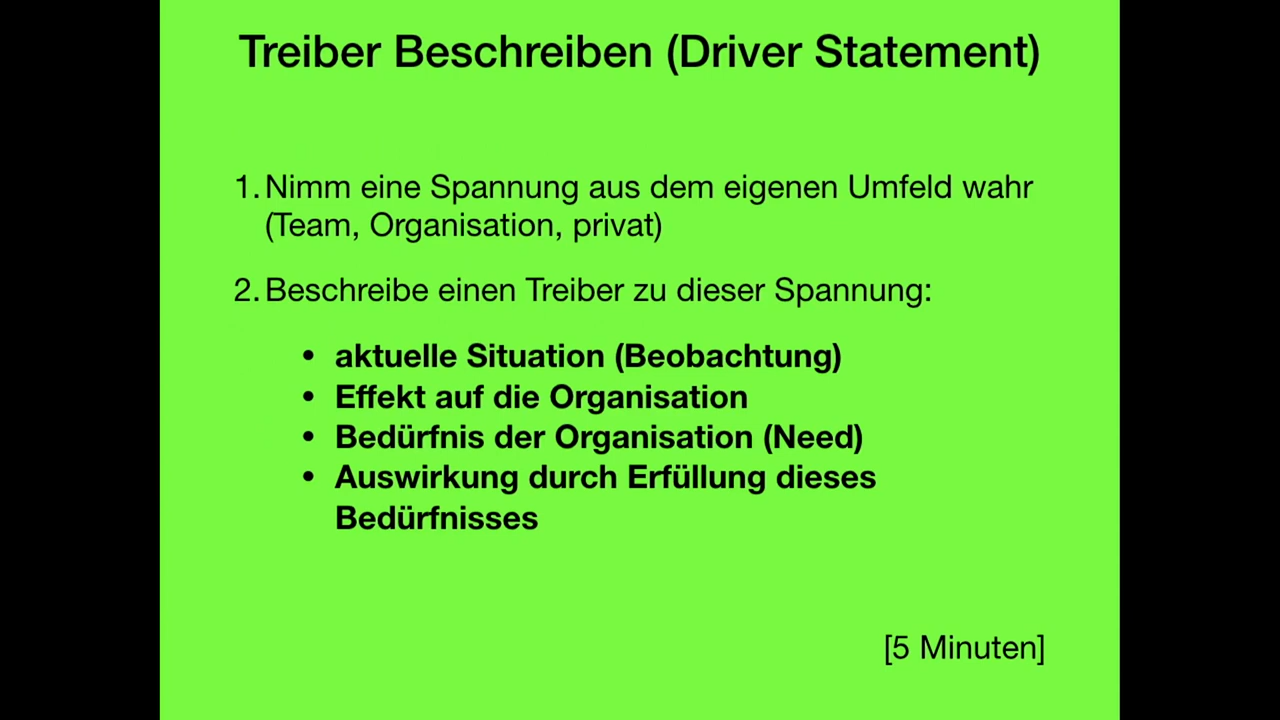 Treiber Beschreiben (Driver Statement)
1. Nimm eine Spannung aus dem eigenen Umfeld wahr
(Team, Organisation, privat)
2. Beschreibe einen Treiber zu dieser Spannung:
• aktuelle Situation (Beobachtung)
• Effekt auf die Organisation
• Bedürfnis der Organisation (Need)
• Auswirkung durch Erfüllung dieses
Bedürfnisses
[5 Minuten]